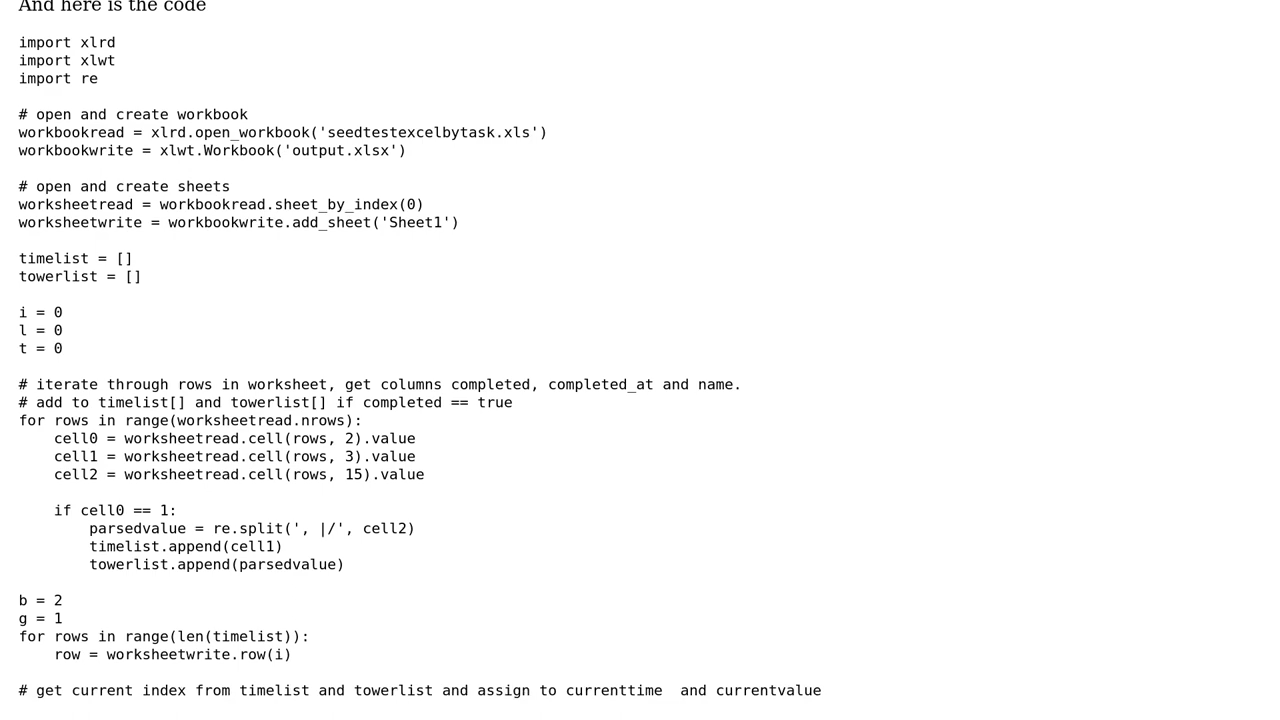 And here is the code
import xlrd
import xlwt
import re
# open and create workbook
workbookread = xlrd.open_workbook('seedtestexcelbytask.xls')
workbookwrite = xlwt.Workbook('output.xlsx')
# open and create sheets
worksheetread = workbookread.sheet_by_index(0)
worksheetwrite = workbookwrite.add_sheet('Sheet1')
timelist = []
towerlist = []
i = 0
l = 0
t = 0
# iterate through rows in worksheet, get columns completed, completed_at and name.
# add to timelist[] and towerlist[] if completed == true
for rows in range(worksheetread.nrows):
    cell0 = worksheetread.cell(rows, 2).value
    cell1 = worksheetread.cell(rows, 3).value
    cell2 = worksheetread.cell(rows, 15).value
    if cell0 == 1:
        parsedvalue = re.split(', |/', cell2)
        timelist.append(cell1)
        towerlist.append(parsedvalue)
b = 2
g = 1
for rows in range(len(timelist)):
    row = worksheetwrite.row(i)
# get current index from timelist and towerlist and assign to currenttime  and currentvalue